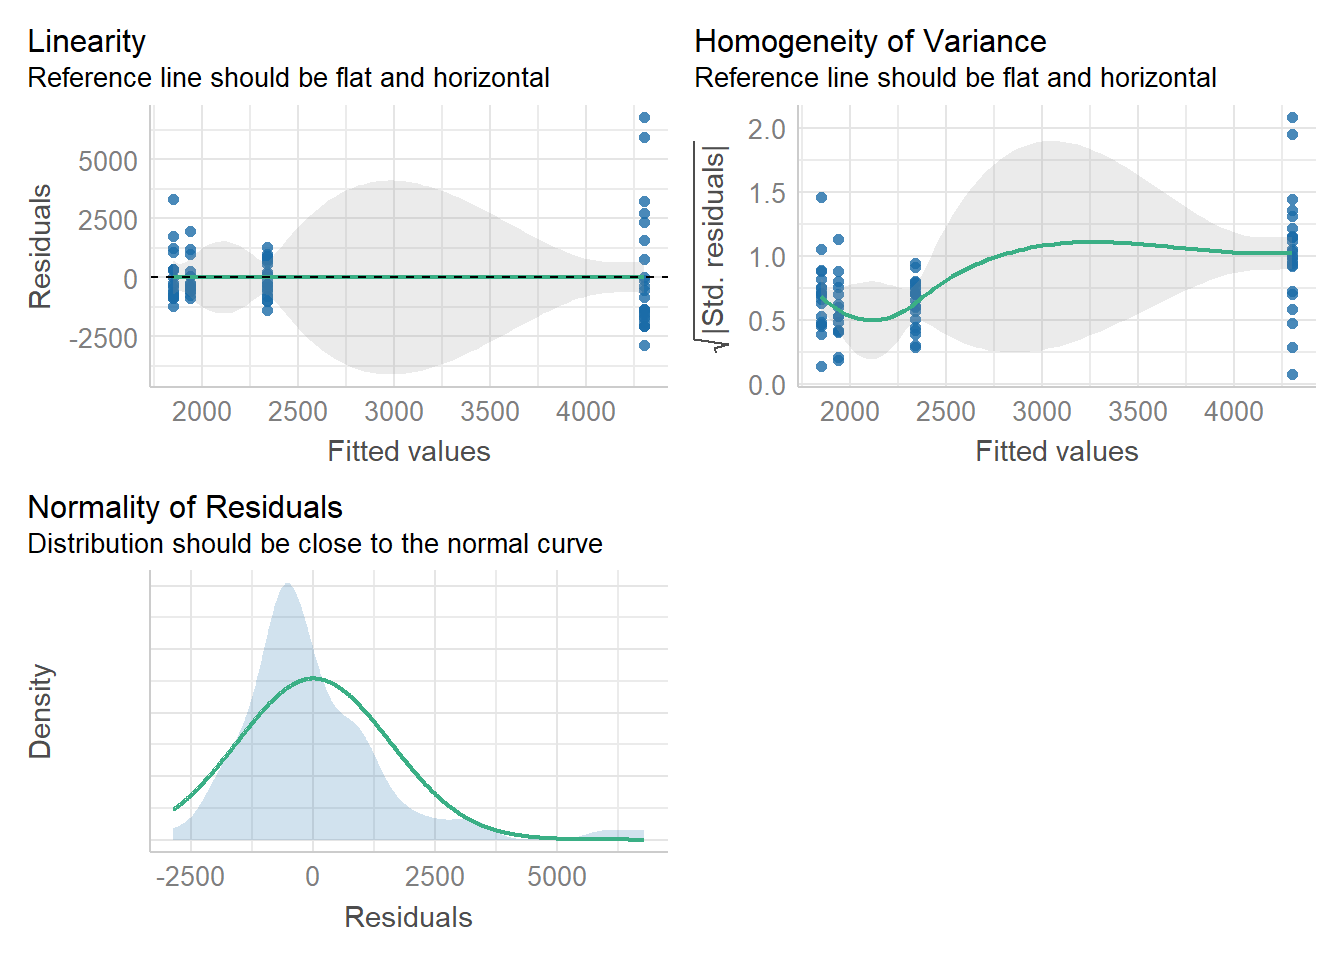 Linearity
Reference line should be flat and horizontal
Residuals
5000
2500
0
-2500
2000 2500 3000 3500 4000
Fitted values
Homogeneity of Variance
Reference line should be flat and horizontal
√|Std. residuals|
2.0
1.5
1.0
0.5
0.0
2000 2500 3000 3500 4000
Fitted values
Normality of Residuals
Distribution should be close to the normal curve
Density
-2500 0 2500 5000
Residuals